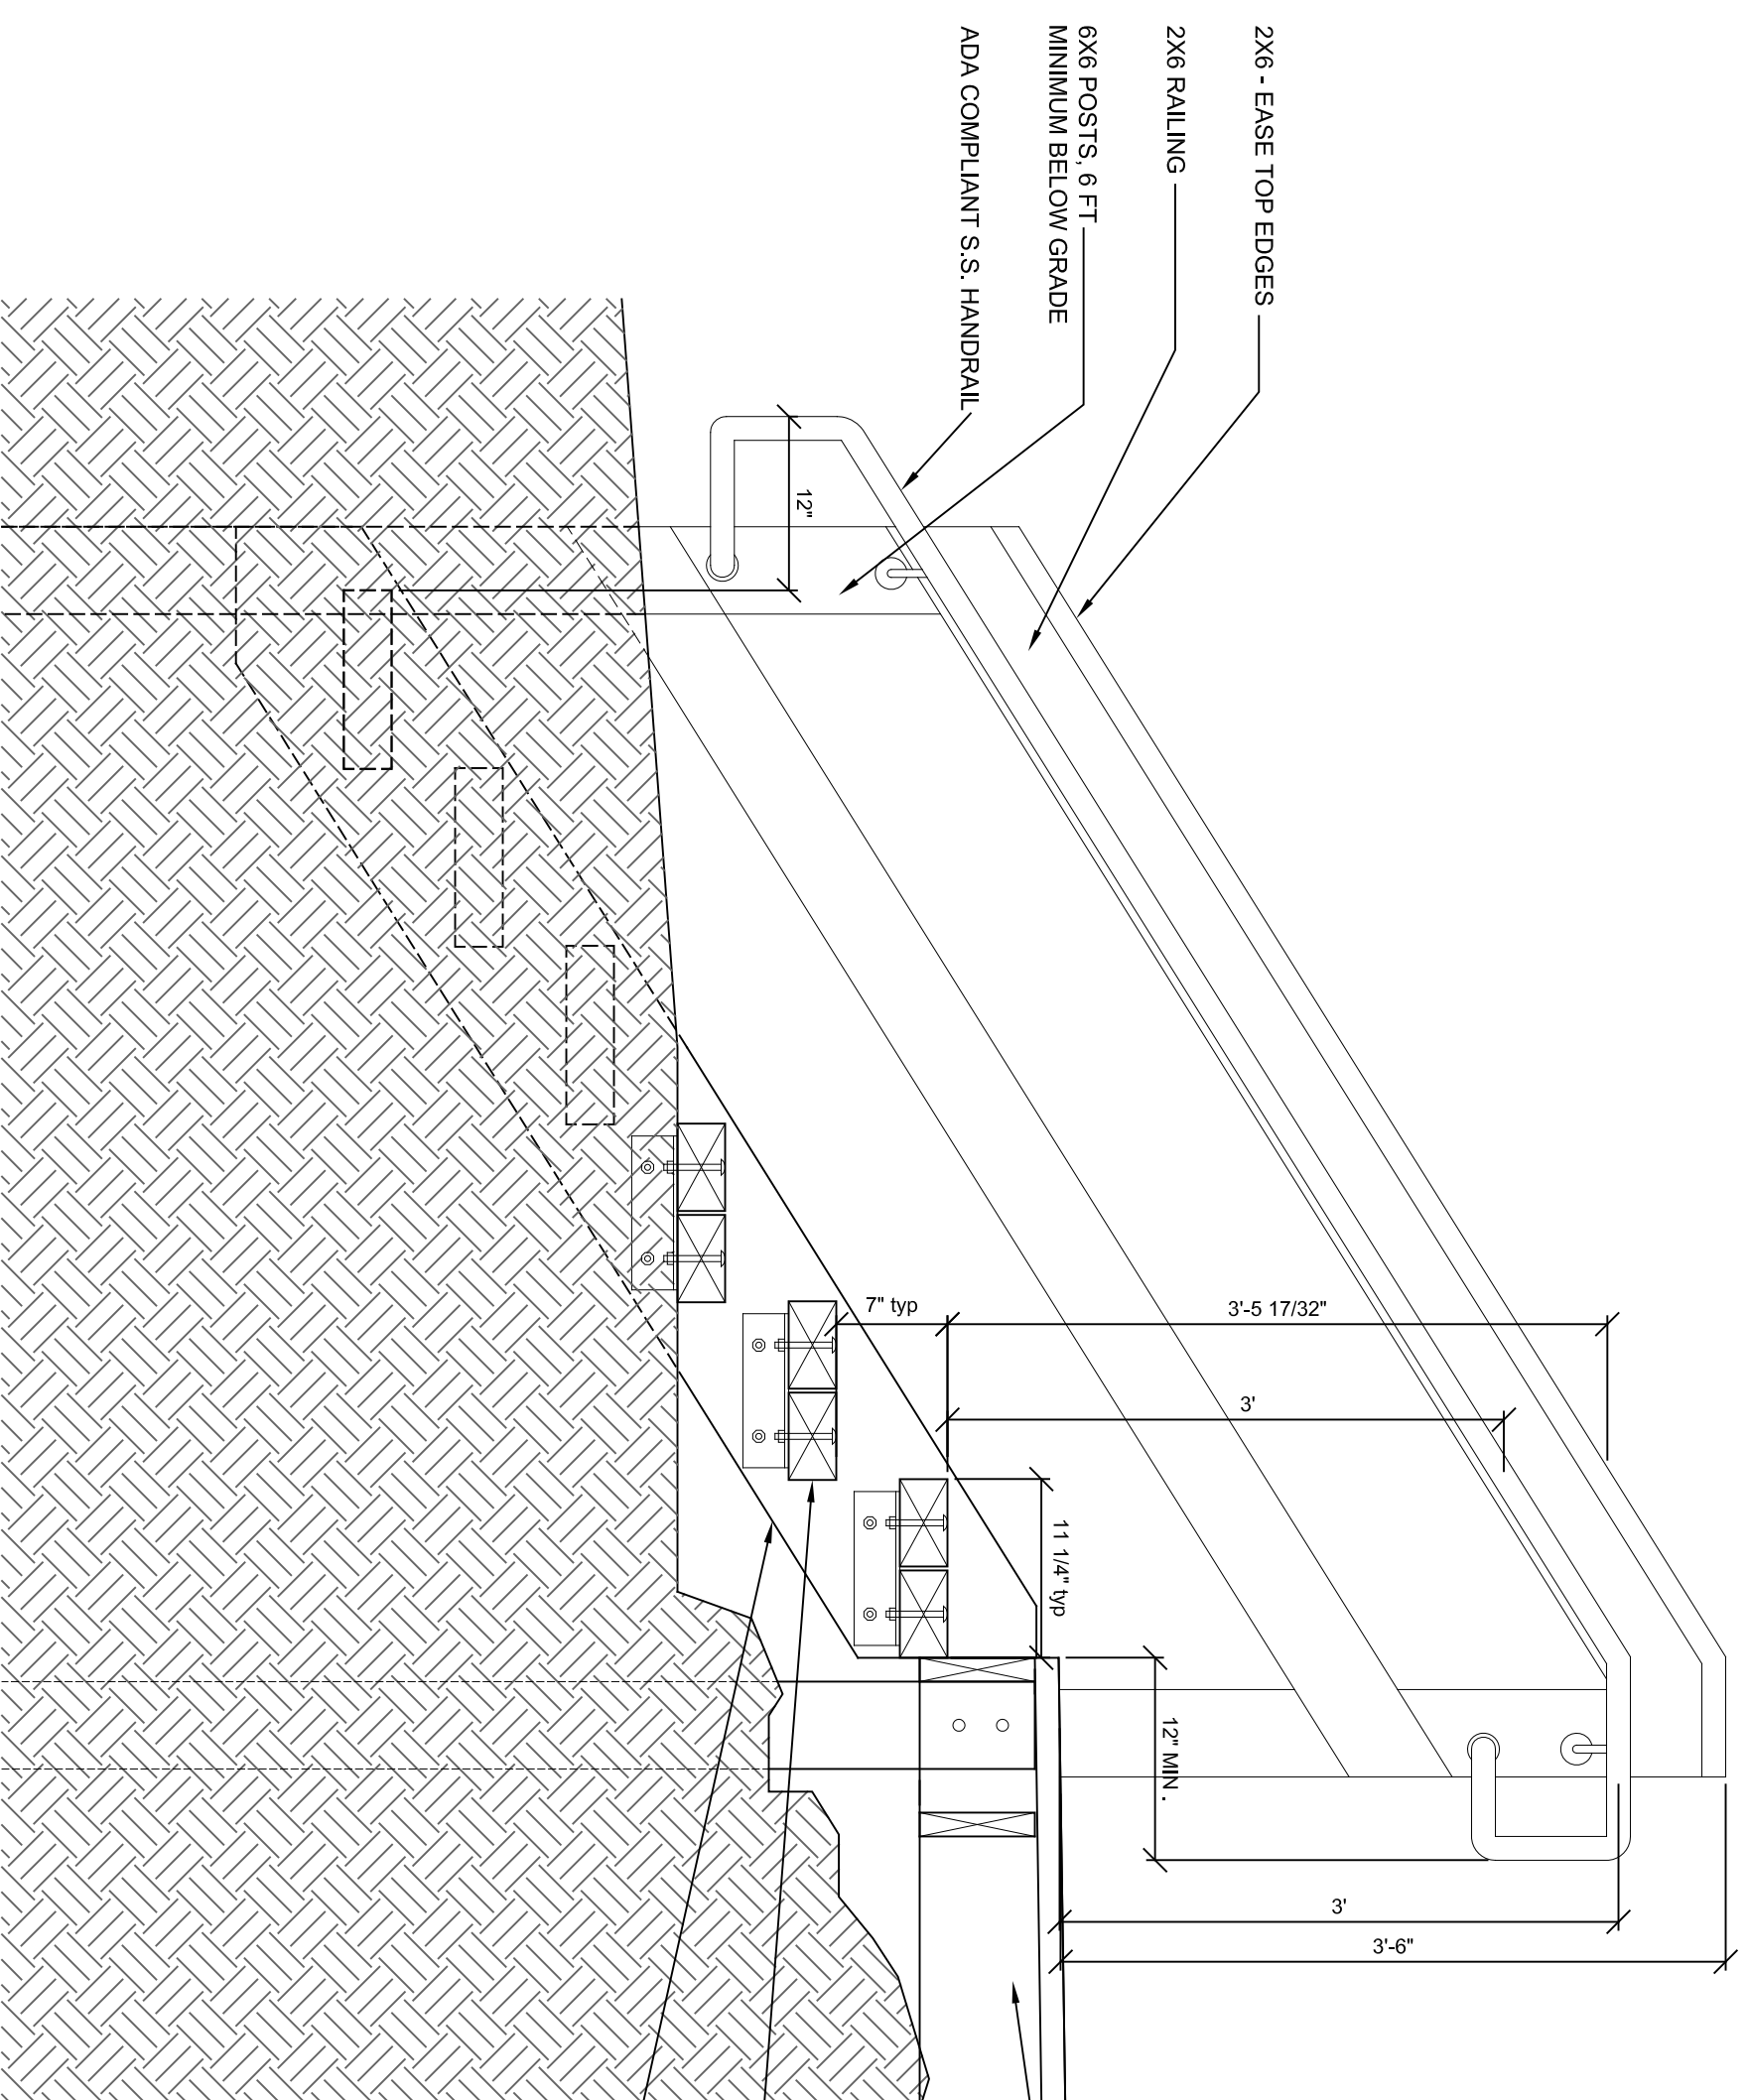 2X6 - EASE TOP EDGES
2X6 RAILING
6X6 POSTS, 6 FT
MINIMUM BELOW GRADE
ADA COMPLIANT S.S. HANDRAIL
12"
7" typ
3'-5 17/32"
3'
11 1/4" typ
12" MIN.
3'
3'-6"